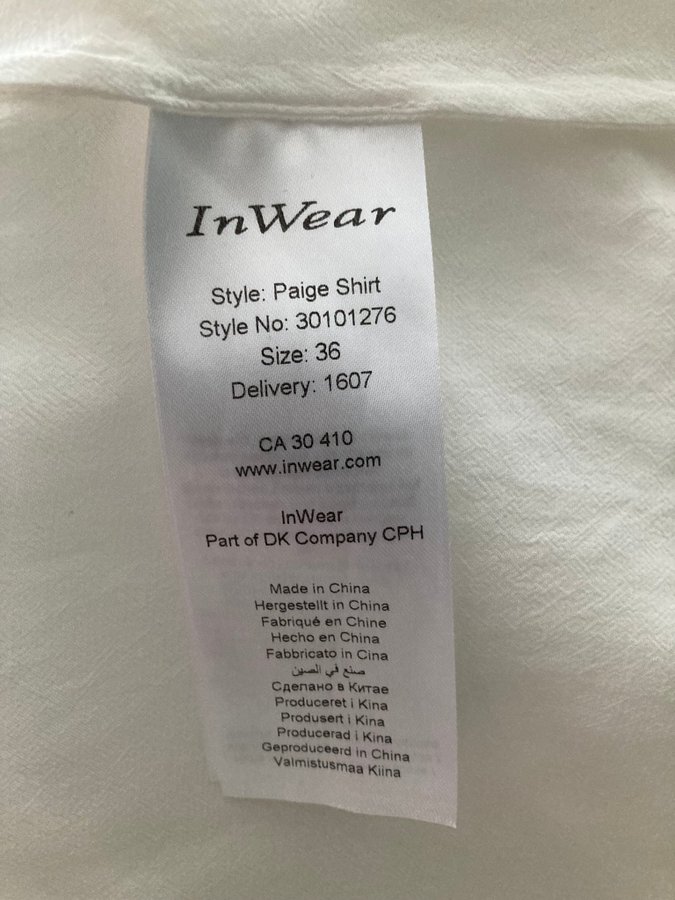 InWear
Style: Paige Shirt
Style No: 30101276
Size: 36
Delivery: 1607
CA 30 410
www.inwear.com
InWear
Part of DK Company CPH
Made in China
Hergestellt in China
Fabriqué en Chine
Hecho en China
Fabbricato in Cina
صنع في الصين
Сделано в Китае
Produceret i Kina
Produsert i Kina
Producerad i Kina
Geproduceerd in China
Valmistusmaa Kiina